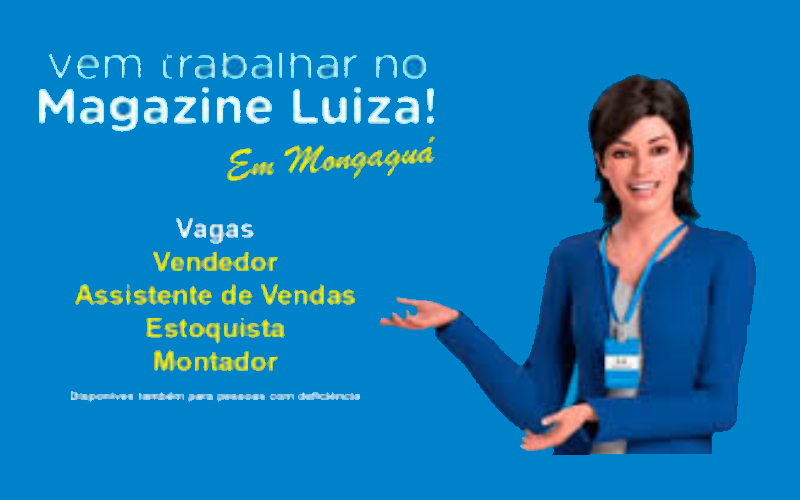 Vem trabalhar no
Magazine Luiza!
Em Mongaguá
Vagas
Vendedor
Assistente de Vendas
Estoquista
Montador
Disponíves também para pessoas com deficiência